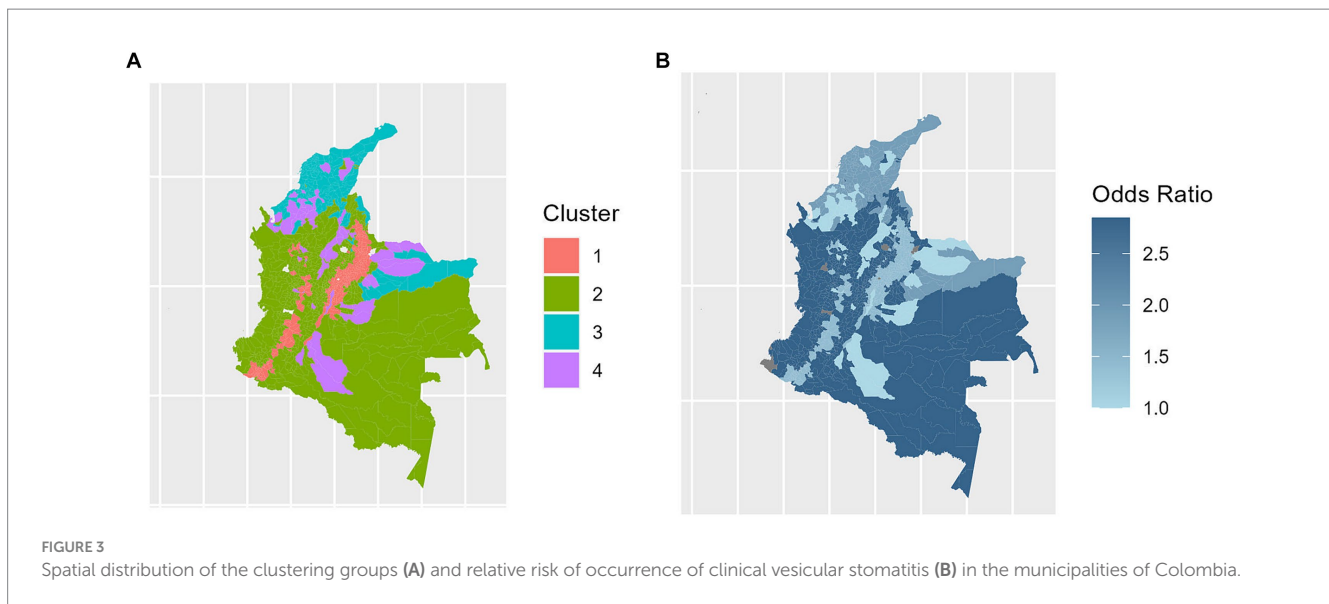 A
B
Cluster
1
2
3
4
Odds Ratio
2.5
2.0
1.5
1.0
FIGURE 3
Spatial distribution of the clustering groups (A) and relative risk of occurrence of clinical vesicular stomatitis (B) in the municipalities of Colombia.